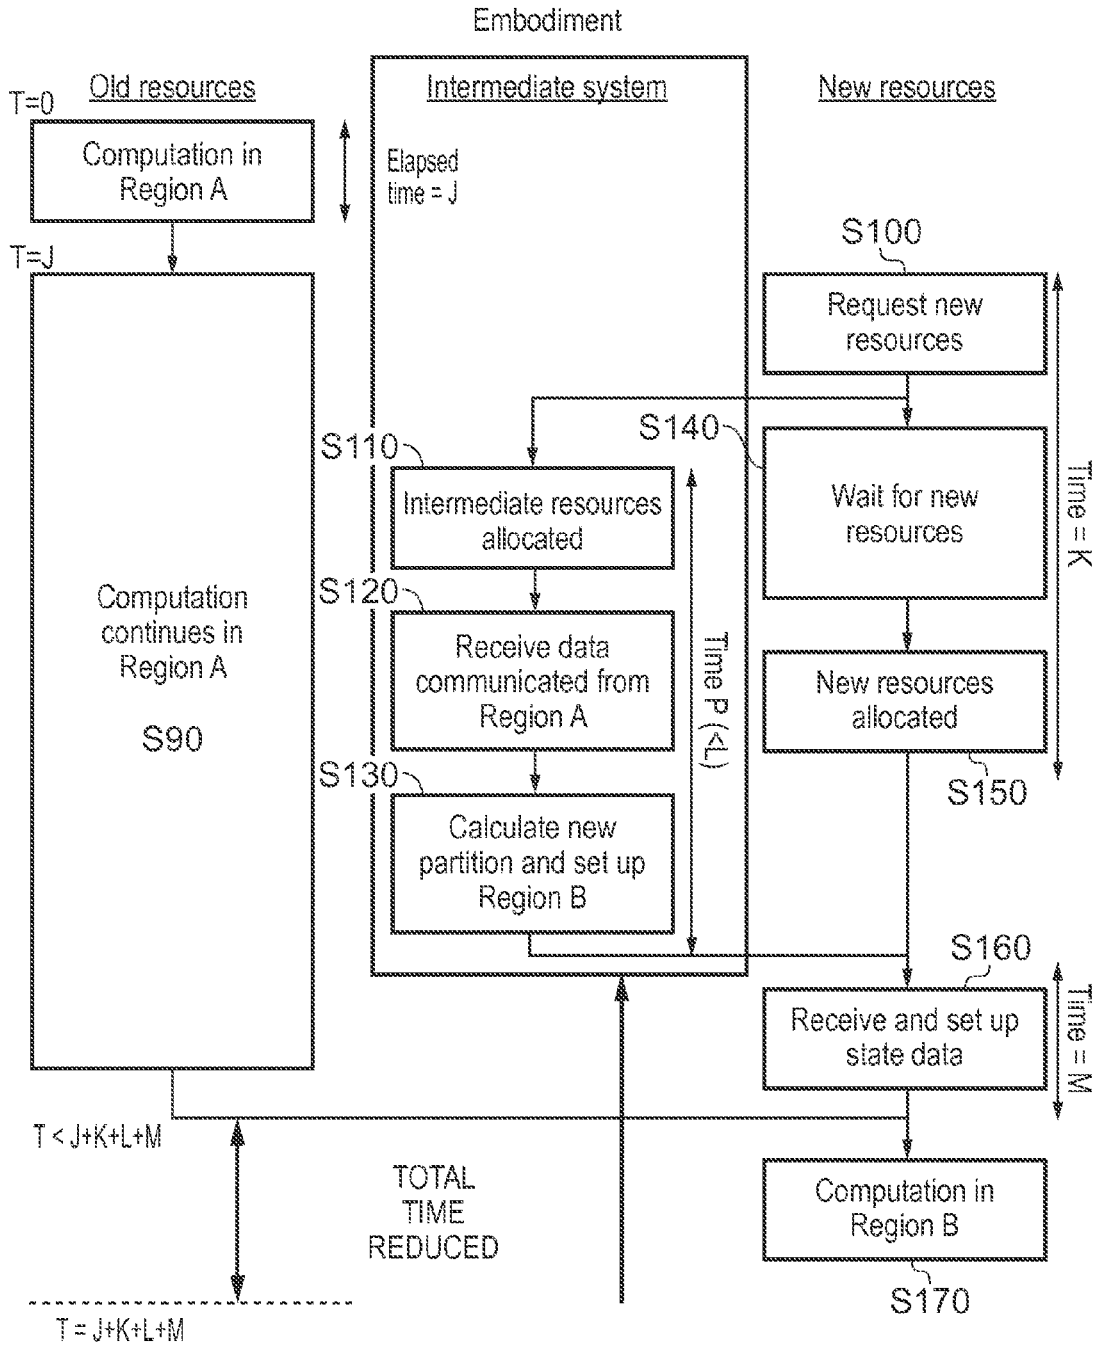 Embodiment
Old resources
Intermediate system
New resources
T=0
Computation in
Region A
Elapsed
time = J
T=J
S100
Request new
resources
S110
S140
Intermediate resources
allocated
Wait for new
resources
Time = K
S120
Computation
continues in
Region A
S90
Receive data
communicated from
Region A
Time P (<L)
New resources
allocated
S150
S130
Calculate new
partition and set up
Region B
S160
Receive and set up
state data
Time = M
T < J+K+L+M
TOTAL
TIME
REDUCED
Computation in
Region B
S170
T = J+K+L+M